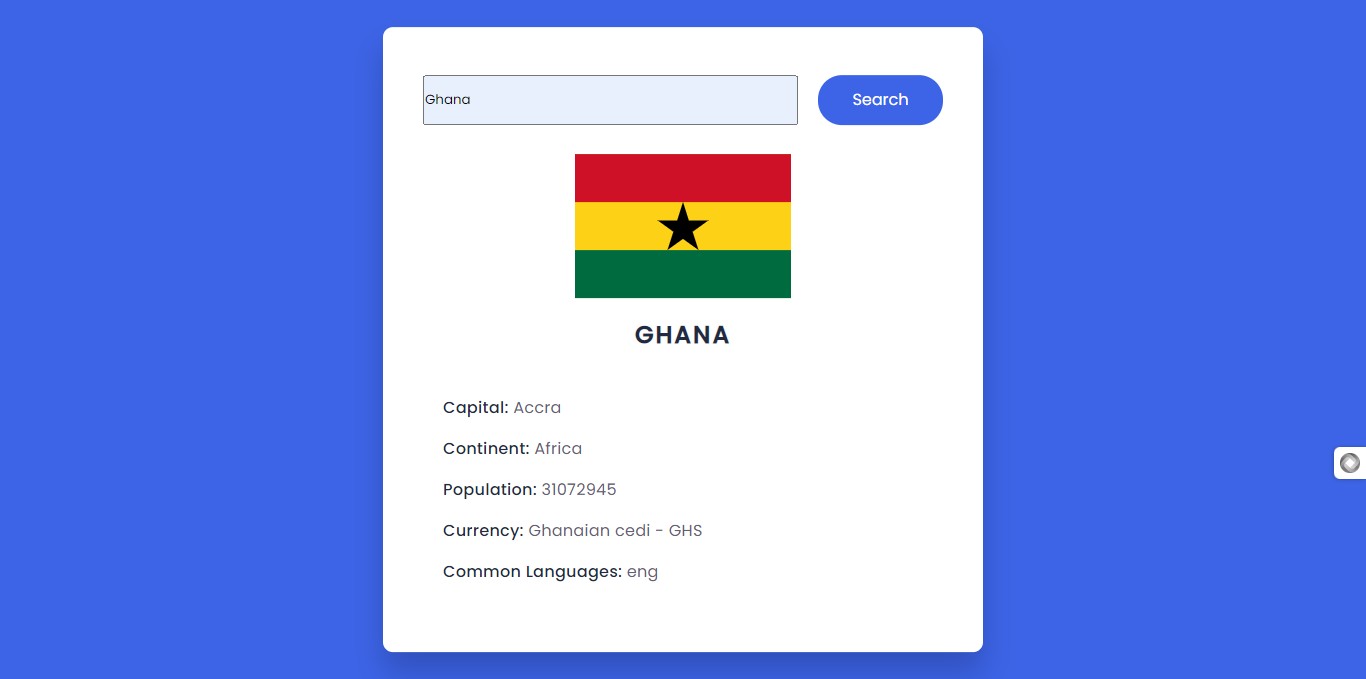 Ghana
Search
GHANA
Capital: Accra
Continent: Africa
Population: 31072945
Currency: Ghanaian cedi - GHS
Common Languages: eng